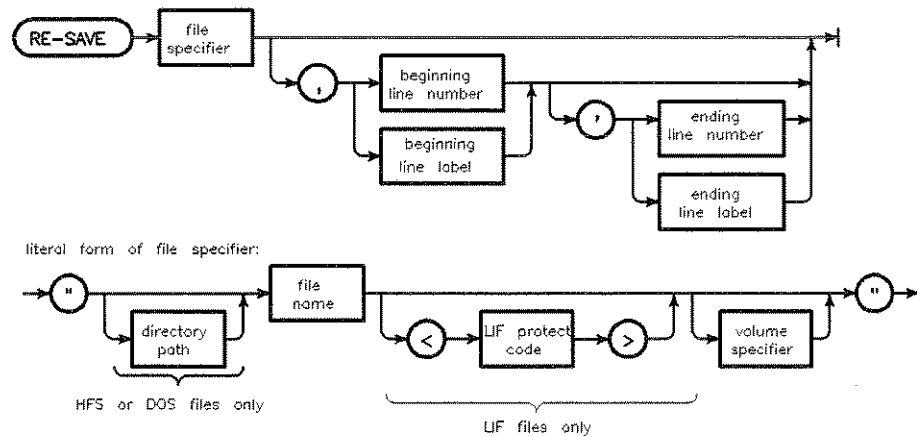 RE-SAVE
file
specifier
,
beginning
line number
beginning
line label
,
ending
line number
ending
line label
literal form of file specifier:
"
directory
path
file
name
<
LIF protect
code
>
volume
specifier
"
HFS or DOS files only
LIF files only